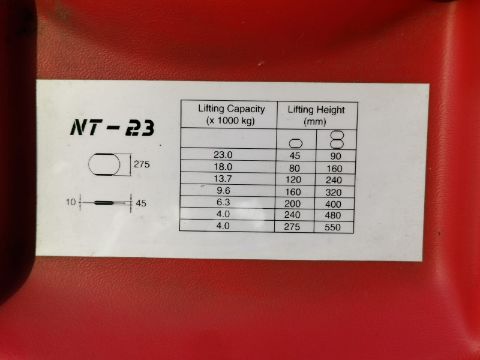 NT-23
275
10 45
Lifting Capacity Lifting Height
(x 1000 kg) (mm)
23.0 45 90
18.0 80 160
13.7 120 240
9.6 160 320
6.3 200 400
4.0 240 480
4.0 275 550